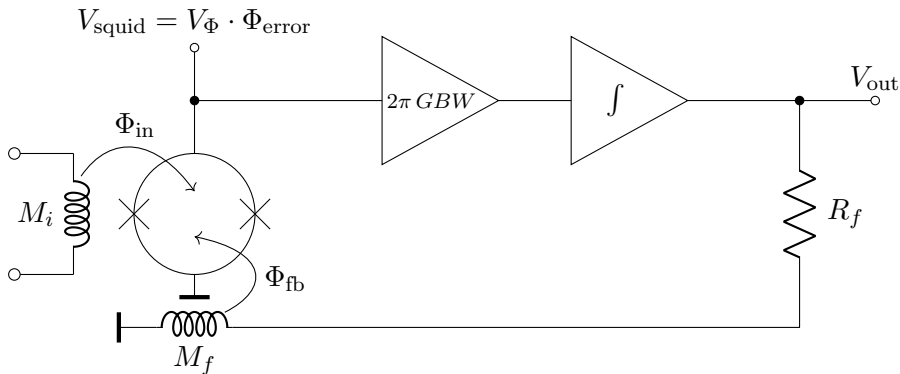 V_squid = V_Φ · Φ_error
2π GBW
∫
V_out
Φ_in
M_i
R_f
Φ_fb
M_f